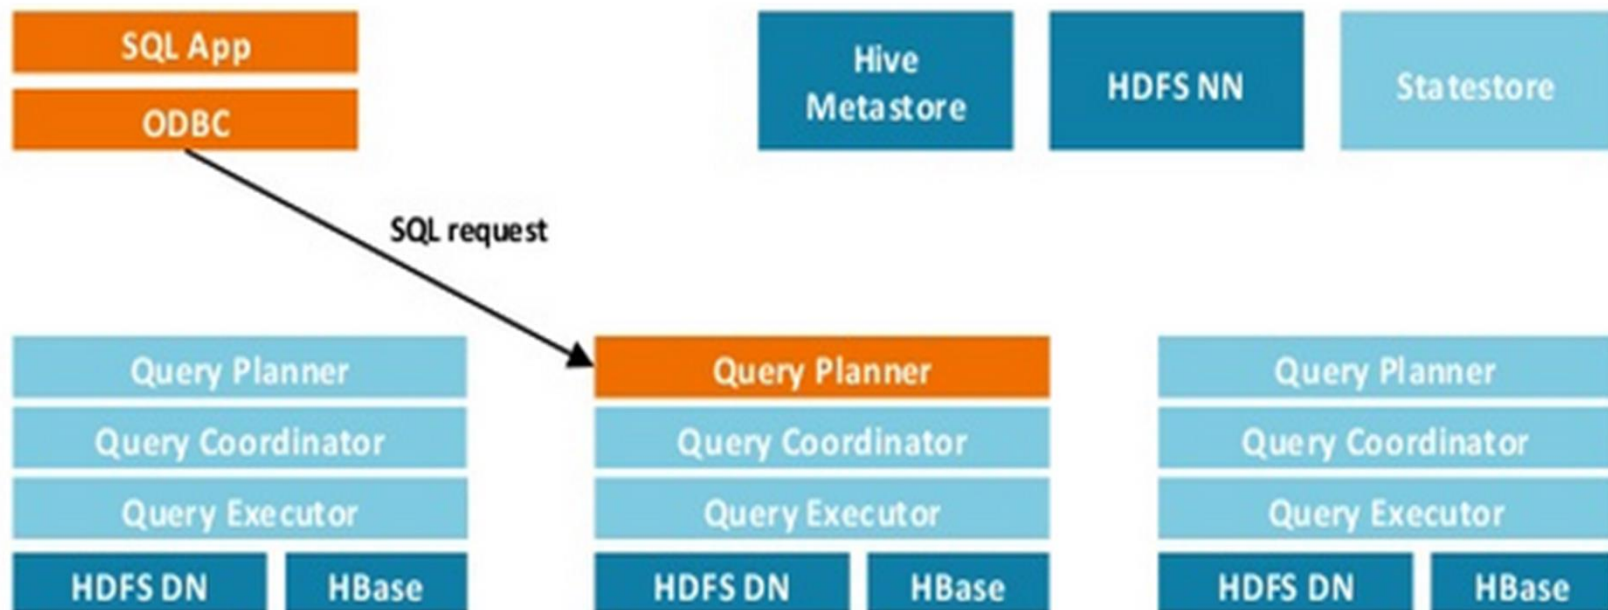 SQL App
ODBC
Hive
Metastore
HDFS NN
Statestore
SQL request
Query Planner
Query Coordinator
Query Executor
HDFS DN
HBase
Query Planner
Query Coordinator
Query Executor
HDFS DN
HBase
Query Planner
Query Coordinator
Query Executor
HDFS DN
HBase